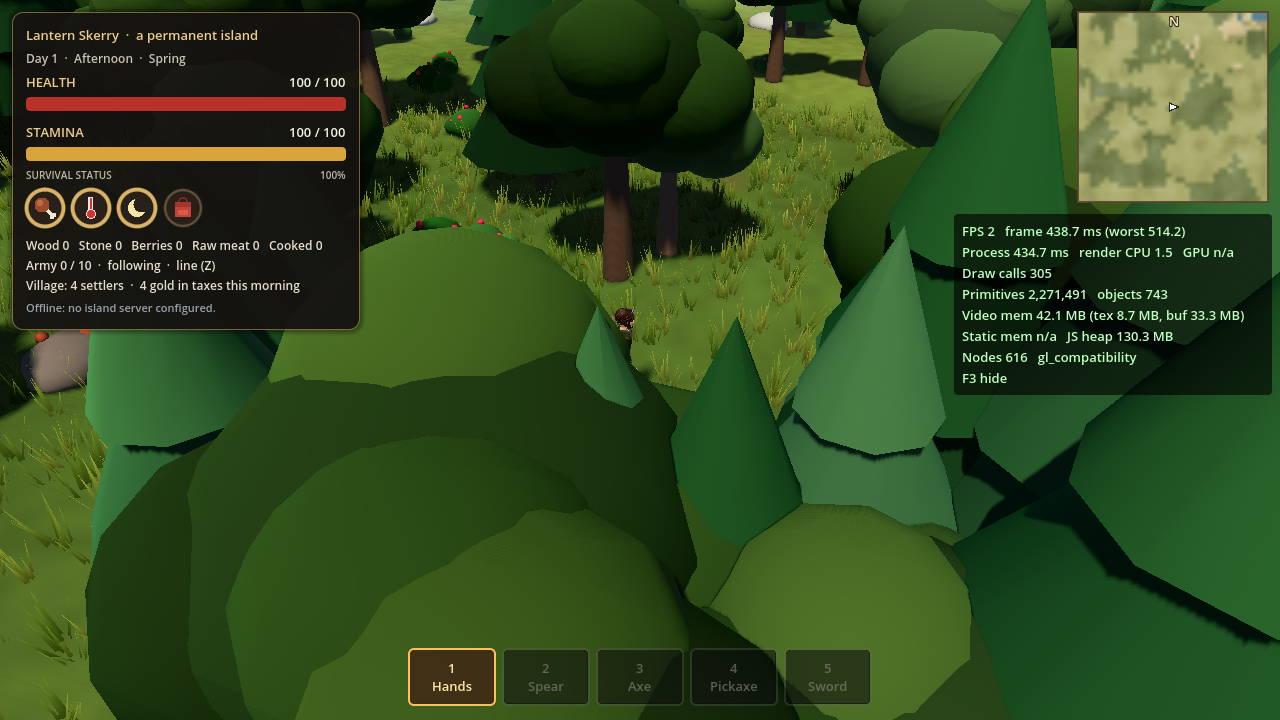 Lantern Skerry · a permanent island
Day 1 · Afternoon · Spring
HEALTH 100 / 100
STAMINA 100 / 100
SURVIVAL STATUS 100%
Wood 0 Stone 0 Berries 0 Raw meat 0 Cooked 0
Army 0 / 10 · following · line (Z)
Village: 4 settlers · 4 gold in taxes this morning
Offline: no island server configured.
N
FPS 2 frame 438.7 ms (worst 514.2)
Process 434.7 ms render CPU 1.5 GPU n/a
Draw calls 305
Primitives 2,271,491 objects 743
Video mem 42.1 MB (tex 8.7 MB, buf 33.3 MB)
Static mem n/a JS heap 130.3 MB
Nodes 616 gl_compatibility
F3 hide
1 2 3 4 5
Hands Spear Axe Pickaxe Sword